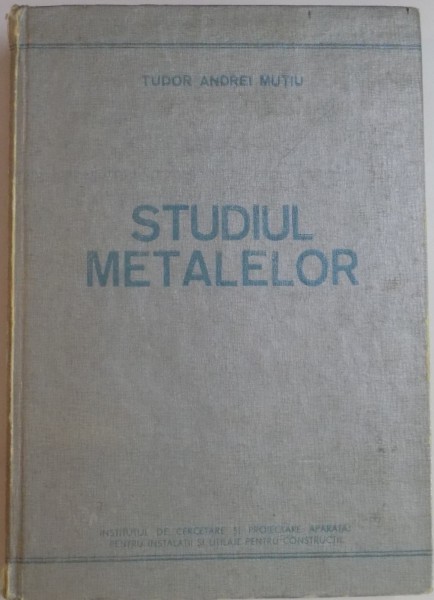 TUDOR ANDREI MUȚIU
STUDIUL
METALELOR
INSTITUTUL DE CERCETARE ȘI PROIECTARE APARATAJ
PENTRU INSTALAȚII ȘI UTILAJE PENTRU CONSTRUCȚII